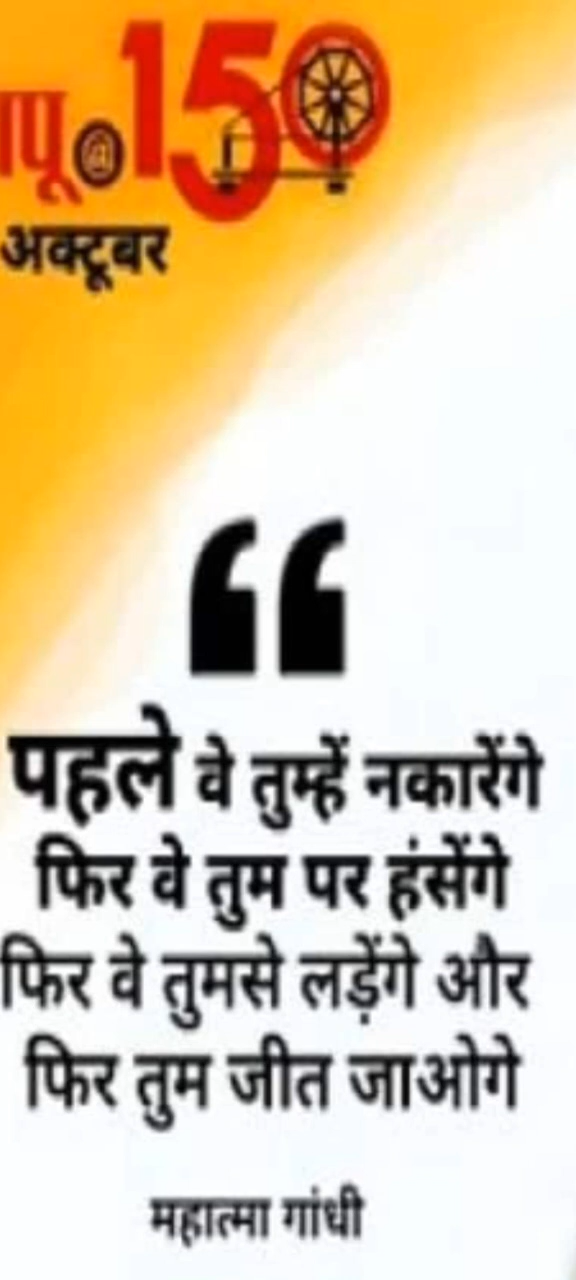 पू@150
अक्टूबर
“
पहले वे तुम्हें नकारेंगे
फिर वे तुम पर हंसेंगे
फिर वे तुमसे लड़ेंगे और
फिर तुम जीत जाओगे
महात्मा गांधी